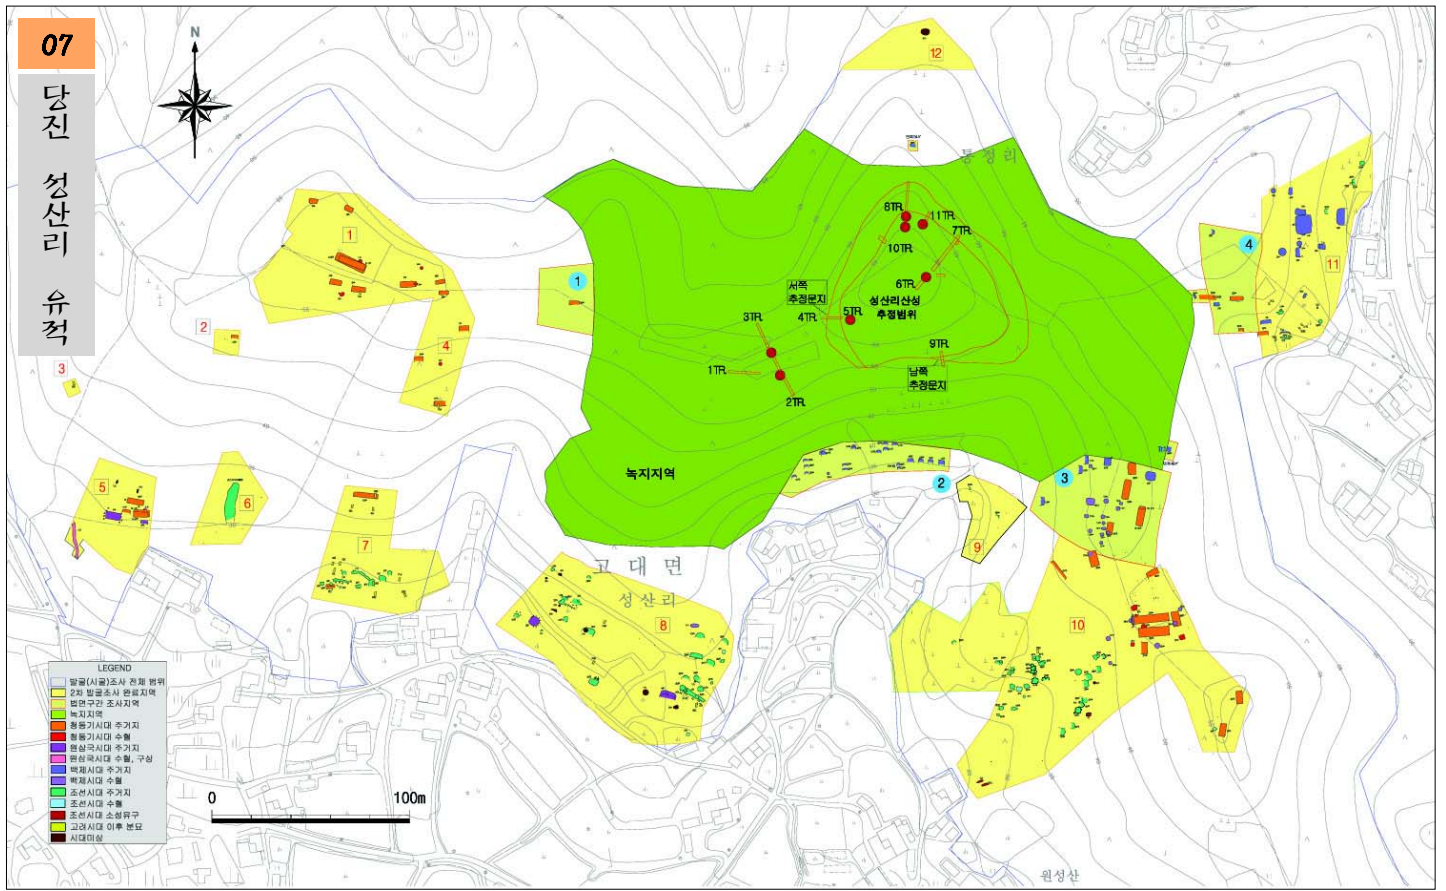 07
당진 성산리 유적
N
12
통정리
8TR.
11TR.
7TR.
10TR.
6TR.
성산리산성
추정범위
서쪽
추정문지
5TR.
4TR.
3TR.
1TR.
2TR.
9TR.
남쪽
추정문지
녹지지역
1
2
3
4
5
6
7
8
9
10
11
1
2
3
4
고 대 면
성산리
원성산
LEGEND
발굴(시굴)조사 전체 범위
2차 발굴조사 완료지역
법면구간 조사지역
녹지지역
청동기시대 주거지
청동기시대 수혈
원삼국시대 주거지
원삼국시대 수혈, 구상
백제시대 주거지
백제시대 수혈
조선시대 주거지
조선시대 수혈
조선시대 소성유구
고려시대 이후 분묘
시대미상
0
100m